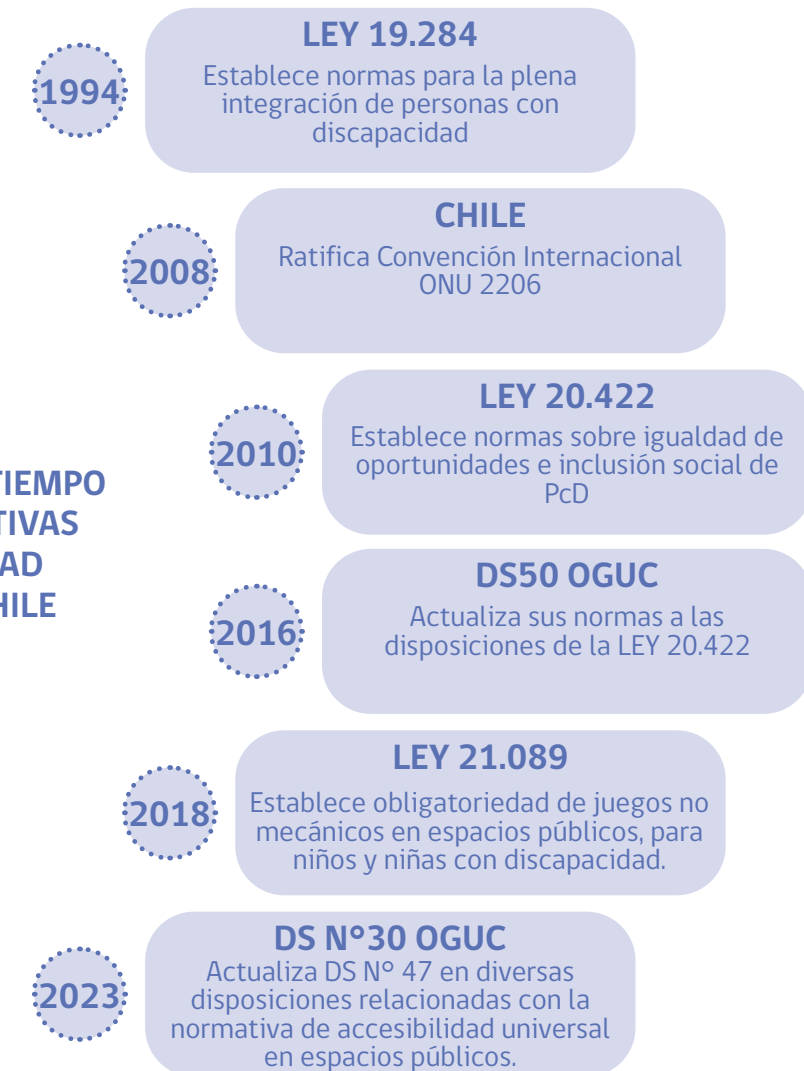 1994
LEY 19.284
Establece normas para la plena
integración de personas con
discapacidad
2008
CHILE
Ratifica Convención Internacional
ONU 2206
2010
LEY 20.422
Establece normas sobre igualdad de
oportunidades e inclusión social de
PcD
TIEMPO
TIVAS
AD
HILE
2016
DS50 OGUC
Actualiza sus normas a las
disposiciones de la LEY 20.422
2018
LEY 21.089
Establece obligatoriedad de juegos no
mecánicos en espacios públicos, para
niños y niñas con discapacidad.
2023
DS Nº30 OGUC
Actualiza DS Nº 47 en diversas
disposiciones relacionadas con la
normativa de accesibilidad universal
en espacios públicos.